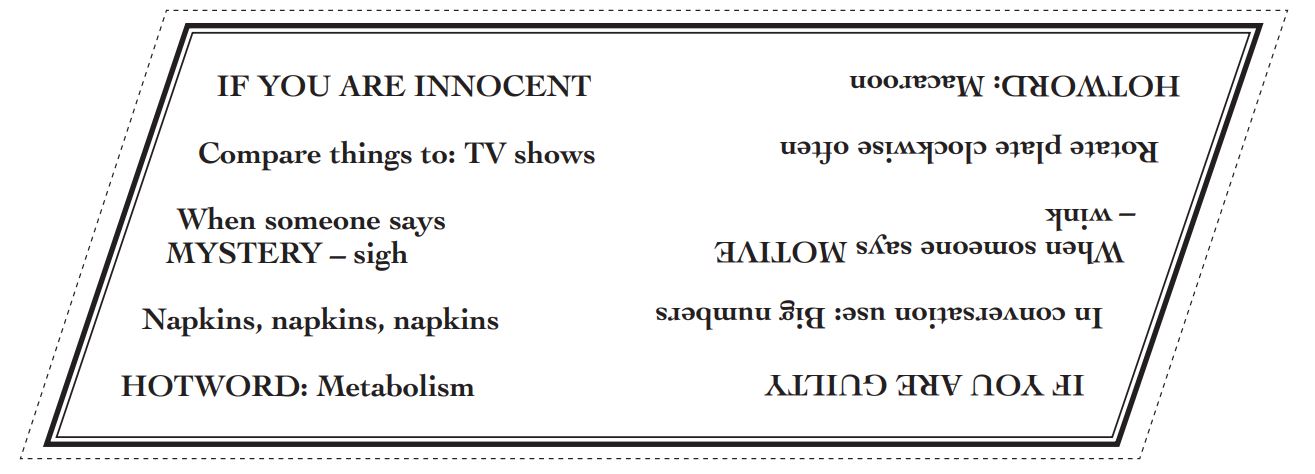 IF YOU ARE INNOCENT
Compare things to: TV shows
When someone says
MYSTERY – sigh
Napkins, napkins, napkins
HOTWORD: Metabolism
IF YOU ARE GUILTY
In conversation use: Big numbers
When someone says MOTIVE
– wink
Rotate plate clockwise often
HOTWORD: Macaroon